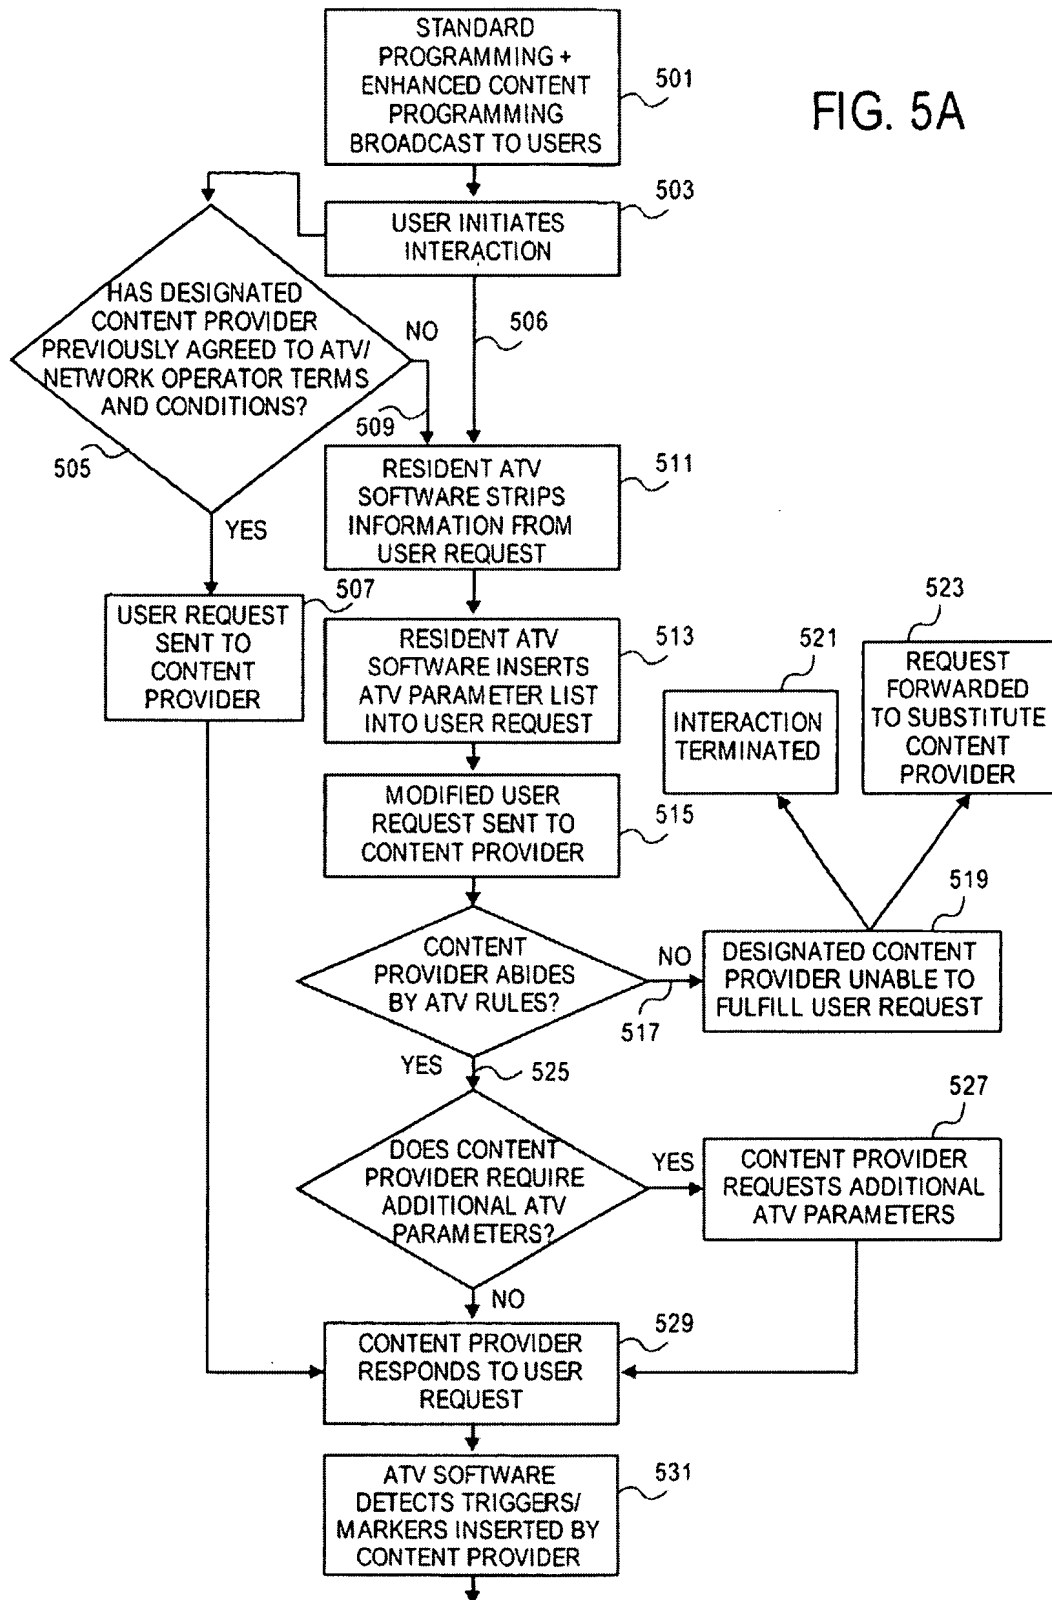 STANDARD
PROGRAMMING +
ENHANCED CONTENT
PROGRAMMING
BROADCAST TO USERS
501
FIG. 5A
503
USER INITIATES
INTERACTION
HAS DESIGNATED
CONTENT PROVIDER
PREVIOUSLY AGREED TO ATV/
NETWORK OPERATOR TERMS
AND CONDITIONS?
NO
506
509
505
YES
RESIDENT ATV
SOFTWARE STRIPS
INFORMATION FROM
USER REQUEST
511
507
USER REQUEST
SENT TO
CONTENT
PROVIDER
RESIDENT ATV
SOFTWARE INSERTS
ATV PARAMETER LIST
INTO USER REQUEST
513
521
INTERACTION
TERMINATED
523
REQUEST
FORWARDED
TO SUBSTITUTE
CONTENT
PROVIDER
MODIFIED USER
REQUEST SENT TO
CONTENT PROVIDER
515
CONTENT
PROVIDER ABIDES
BY ATV RULES?
NO
517
519
DESIGNATED CONTENT
PROVIDER UNABLE TO
FULFILL USER REQUEST
YES
525
DOES CONTENT
PROVIDER REQUIRE
ADDITIONAL ATV
PARAMETERS?
YES
527
CONTENT PROVIDER
REQUESTS ADDITIONAL
ATV PARAMETERS
NO
CONTENT PROVIDER
RESPONDS TO USER
REQUEST
529
ATV SOFTWARE
DETECTS TRIGGERS/
MARKERS INSERTED BY
CONTENT PROVIDER
531